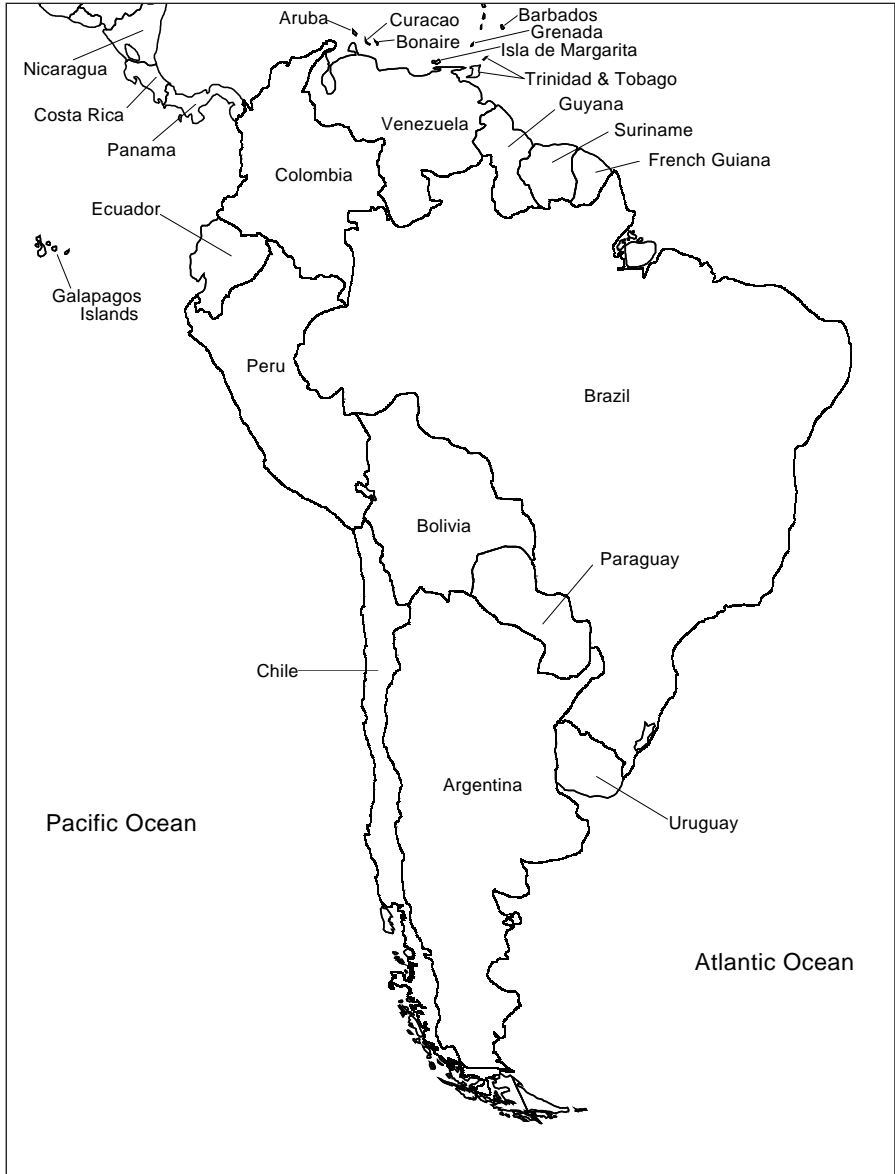 Aruba
Curacao
Bonaire
Barbados
Grenada
Isla de Margarita
Trinidad & Tobago
Nicaragua
Costa Rica
Panama
Venezuela
Guyana
Suriname
French Guiana
Colombia
Ecuador
Galapagos
Islands
Peru
Brazil
Bolivia
Paraguay
Chile
Argentina
Uruguay
Pacific Ocean
Atlantic Ocean